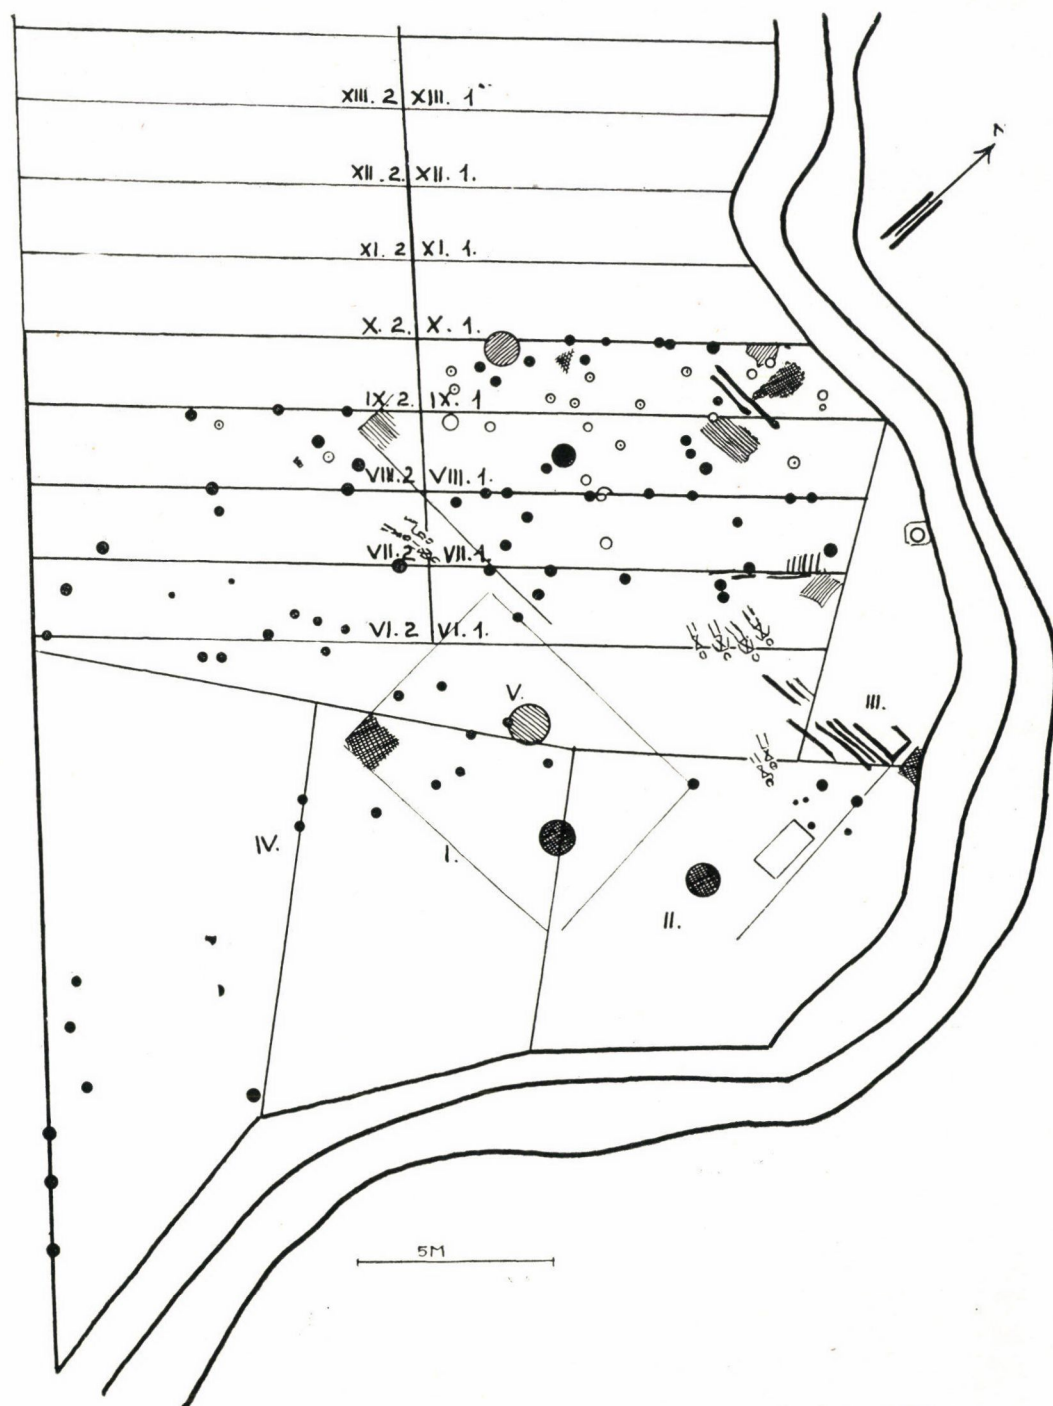 XIII. 2 XIII. 1
XII. 2. XII. 1.
XI. 2 XI. 1.
X. 2. X. 1.
IX. 2 IX. 1
VIII. 2 VIII. 1.
VII. 2 VII. 1.
VI. 2 VI. 1.
V.
III.
IV.
I.
II.
5M
N